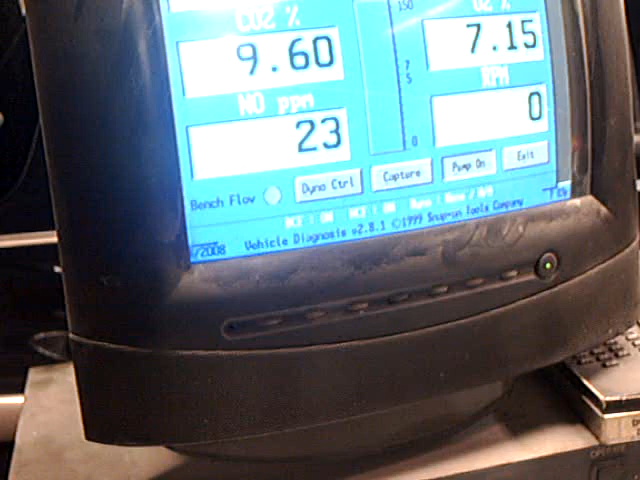 CO2 %
O2 %
9.60
7.15
150
75
0
NO ppm
RPM
23
0
Bench Flow
Dyno Ctrl
Capture
Pump On
Exit
/2008
Vehicle Diagnosis v2.8.1 ©1999 Snap-on Tools Company